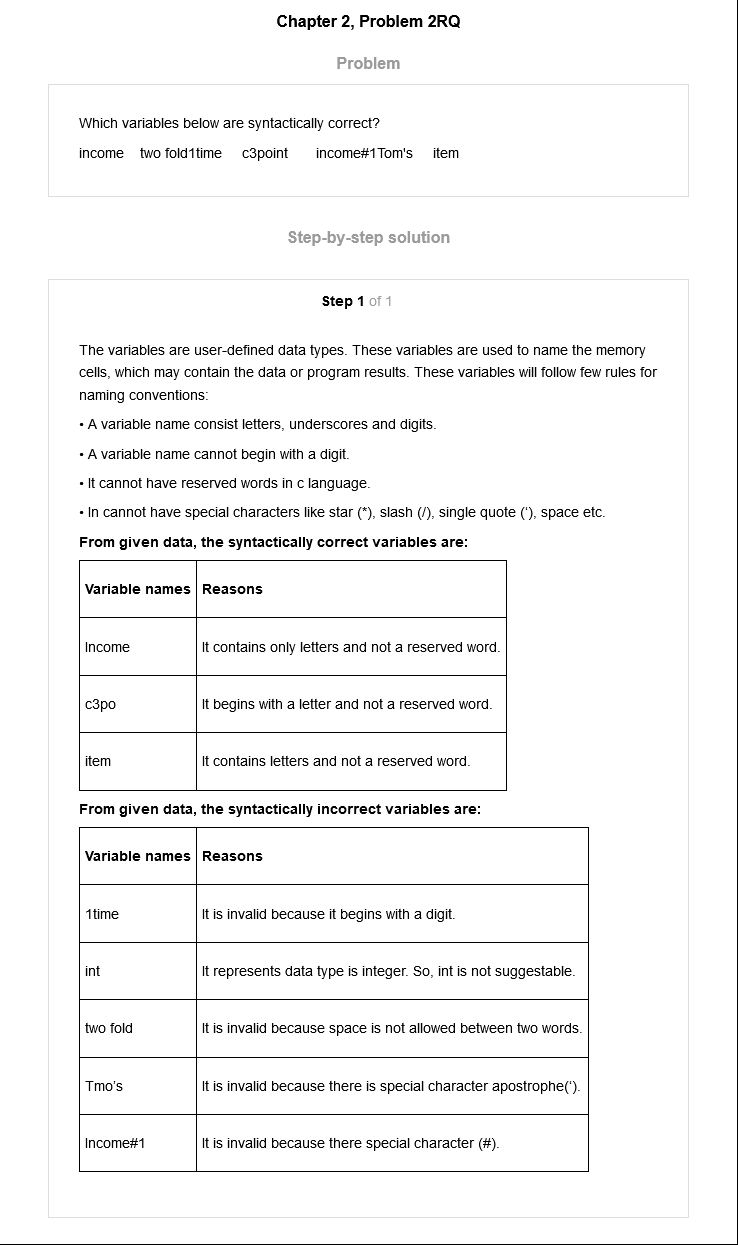 Chapter 2, Problem 2RQ
Problem
Which variables below are syntactically correct?
income two fold1time c3point income#1Tom's item
Step-by-step solution
Step 1 of 1
The variables are user-defined data types. These variables are used to name the memory
cells, which may contain the data or program results. These variables will follow few rules for
naming conventions:
• A variable name consist letters, underscores and digits.
• A variable name cannot begin with a digit.
• It cannot have reserved words in c language.
• In cannot have special characters like star (*), slash (/), single quote (‘), space etc.
From given data, the syntactically correct variables are:
Variable names Reasons
Income It contains only letters and not a reserved word.
c3po It begins with a letter and not a reserved word.
item It contains letters and not a reserved word.
From given data, the syntactically incorrect variables are:
Variable names Reasons
1time It is invalid because it begins with a digit.
int It represents data type is integer. So, int is not suggestable.
two fold It is invalid because space is not allowed between two words.
Tmo’s It is invalid because there is special character apostrophe(‘).
Income#1 It is invalid because there special character (#).